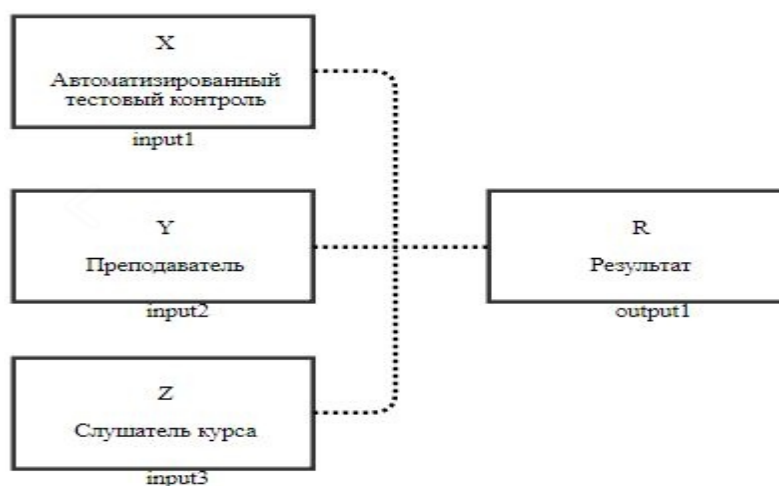 X
Автоматизированный
тестовый контроль
input1
Y
Преподаватель
input2
R
Результат
output1
Z
Слушатель курса
input3